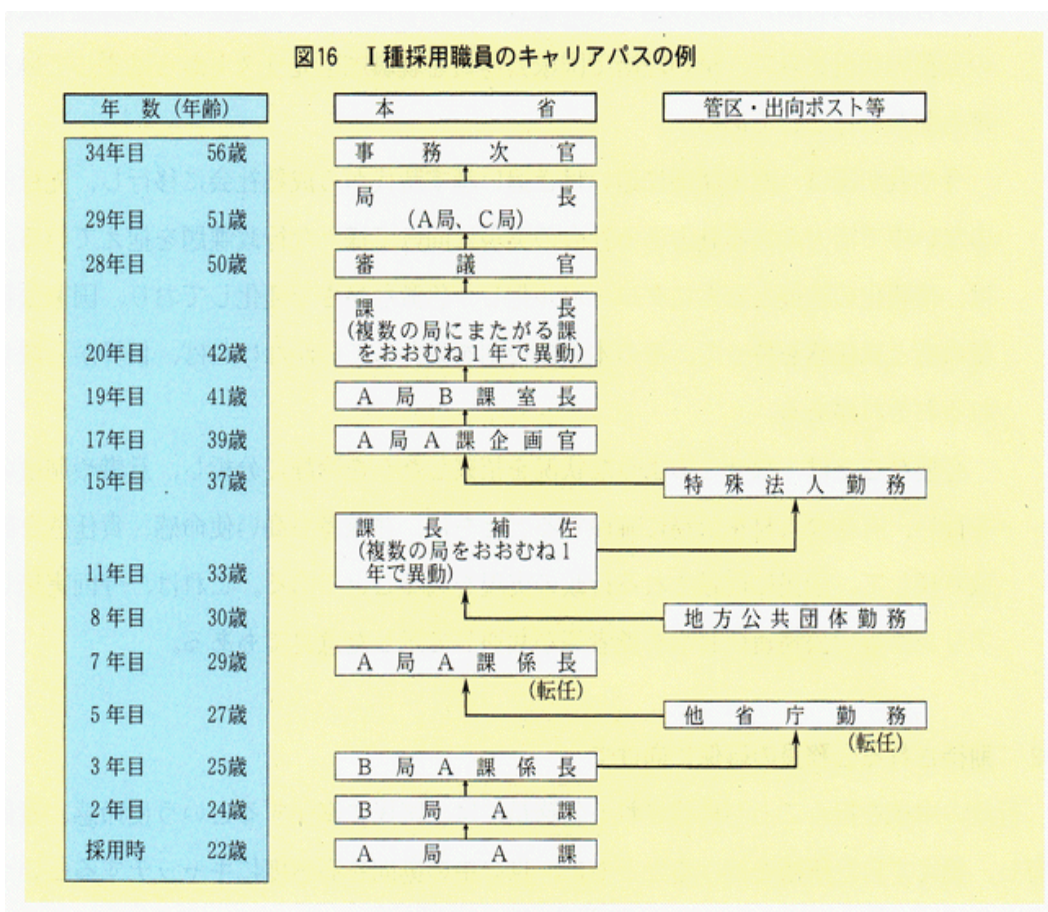 図16 Ⅰ種採用職員のキャリアパスの例
年 数 (年齢) 本 省 管区・出向ポスト等
34年目 56歳 事務次官
局長
29年目 51歳 (A局、C局)
28年目 50歳 審議官
課長
(複数の局にまたがる課
20年目 42歳 をおおむね1年で異動)
19年目 41歳 A局B課室長
17年目 39歳 A局A課企画官
15年目 37歳 特殊法人勤務
課長補佐
(複数の局をおおむね1
11年目 33歳 年で異動)
8年目 30歳 地方公共団体勤務
7年目 29歳 A局A課係長
(転任)
5年目 27歳 他省庁勤務
(転任)
3年目 25歳 B局A課係長
2年目 24歳 B局A課
採用時 22歳 A局A課